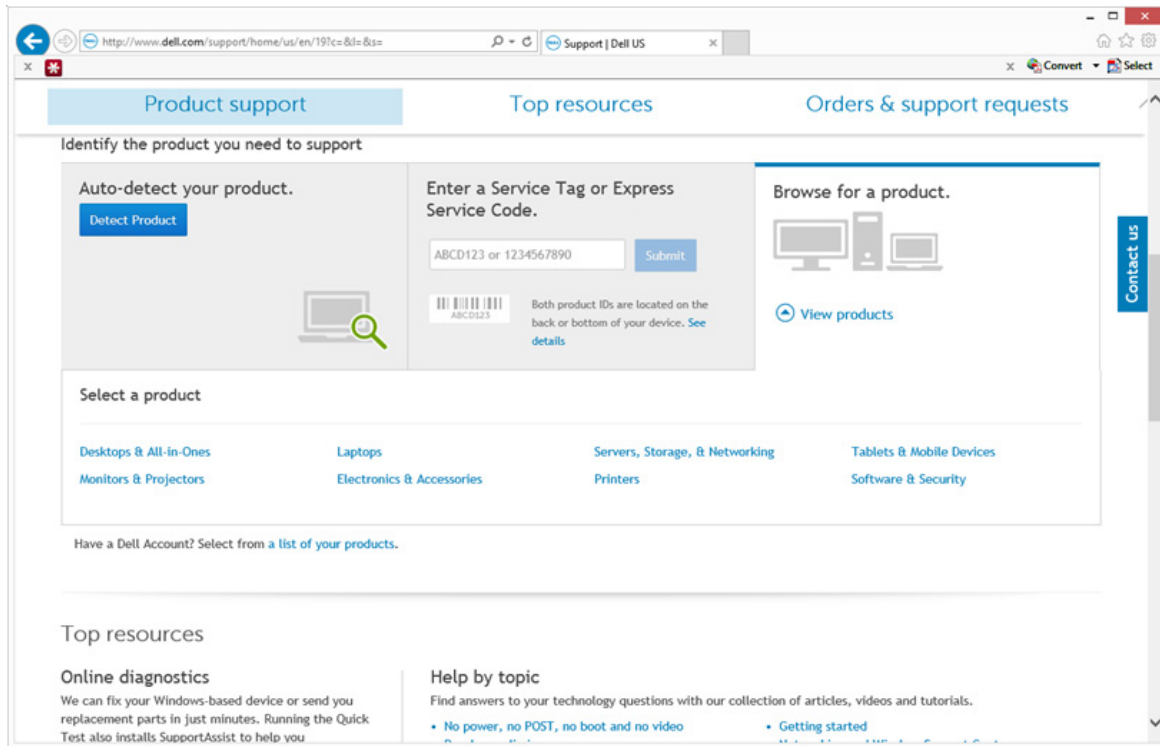 http://www.dell.com/support/home/us/en/19?c=&l=&s=
Support | Dell US
Convert
Select
Product support
Top resources
Orders & support requests
Identify the product you need to support
Auto-detect your product.
Detect Product
Enter a Service Tag or Express
Service Code.
ABCD123 or 1234567890
Submit
ABCD123
Both product IDs are located on the
back or bottom of your device. See
details
Browse for a product.
View products
Contact us
Select a product
Desktops & All-in-Ones
Laptops
Servers, Storage, & Networking
Tablets & Mobile Devices
Monitors & Projectors
Electronics & Accessories
Printers
Software & Security
Have a Dell Account? Select from a list of your products.
Top resources
Online diagnostics
We can fix your Windows-based device or send you
replacement parts in just minutes. Running the Quick
Test also installs SupportAssist to help you
Help by topic
Find answers to your technology questions with our collection of articles, videos and tutorials.
• No power, no POST, no boot and no video
• Getting started